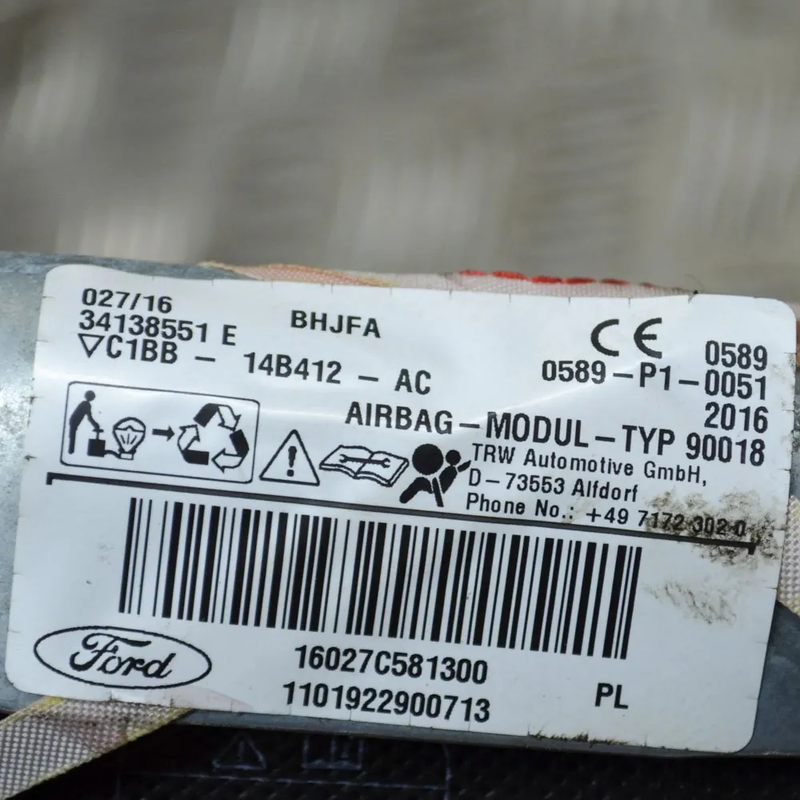 027/16
34138551 E
BHJFA
▽C1BB - 14B412 - AC
CE 0589
0589-P1-0051
2016
AIRBAG-MODUL-TYP 90018
TRW Automotive GmbH,
D-73553 Alfdorf
Phone No.: +49 7172 302 0
Ford
16027C581300
1101922900713
PL